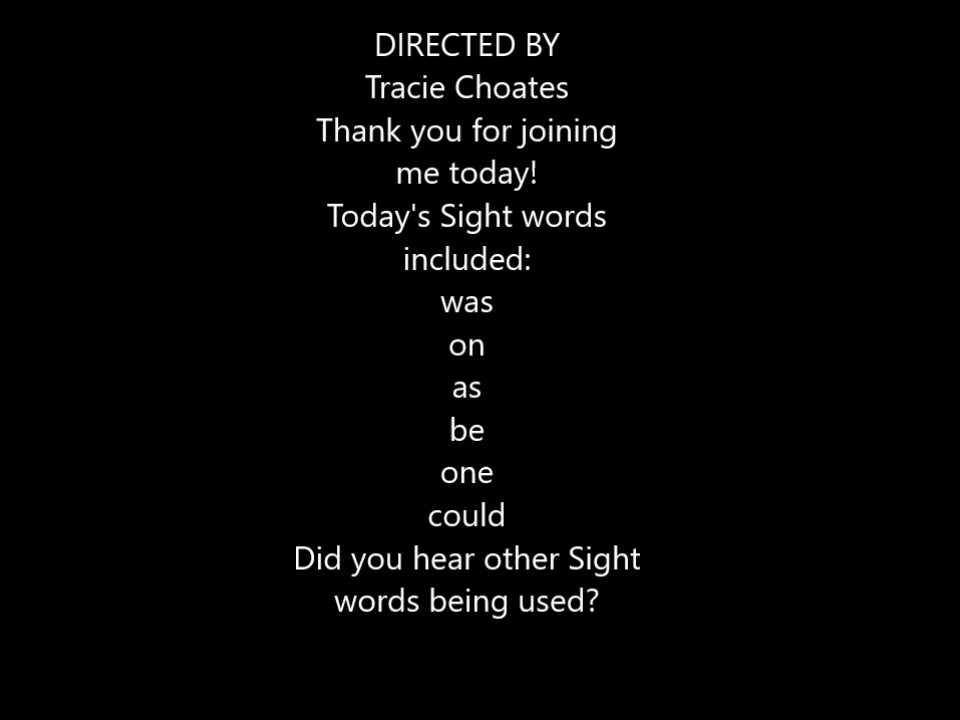 DIRECTED BY
Tracie Choates
Thank you for joining
me today!
Today's Sight words
included:
was
on
as
be
one
could
Did you hear other Sight
words being used?